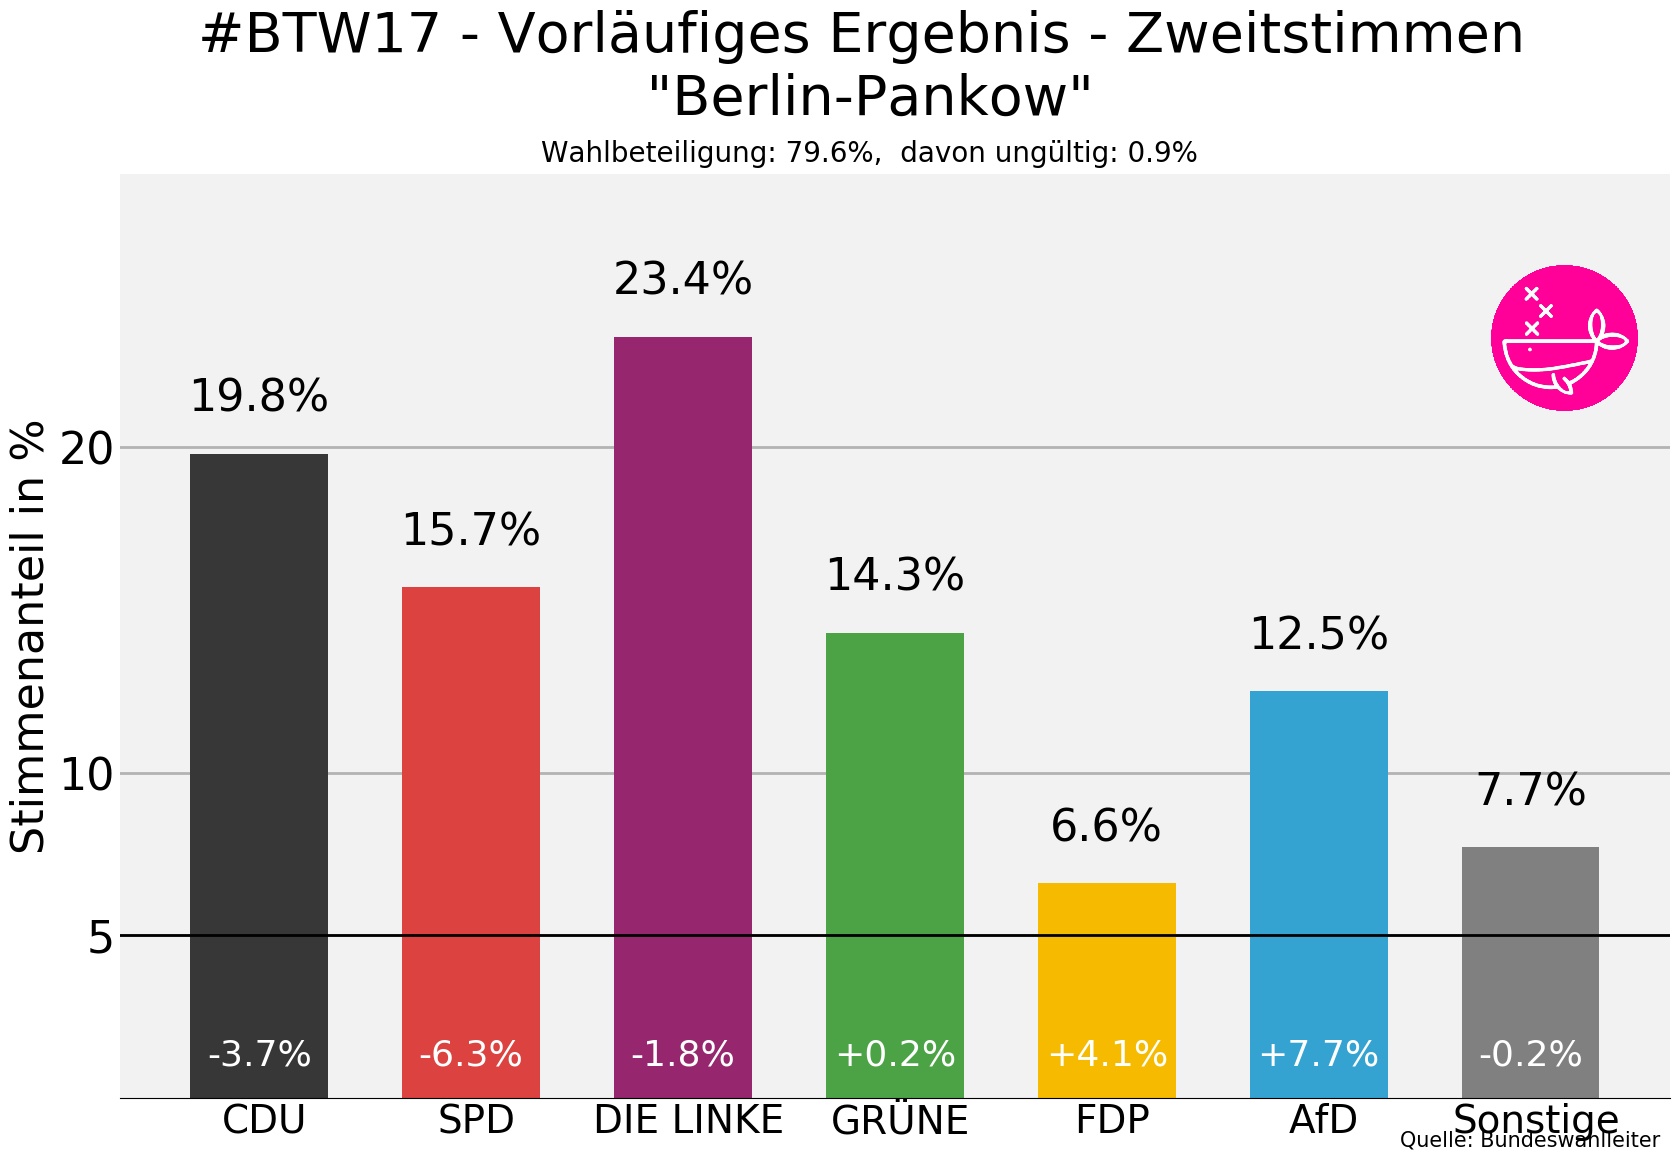 #BTW17 - Vorläufiges Ergebnis - Zweitstimmen
"Berlin-Pankow"
Wahlbeteiligung: 79.6%,  davon ungültig: 0.9%
Stimmenanteil in %
20
10
5
19.8%
15.7%
23.4%
14.3%
6.6%
12.5%
7.7%
-3.7%
-6.3%
-1.8%
+0.2%
+4.1%
+7.7%
-0.2%
CDU
SPD
DIE LINKE
GRÜNE
FDP
AfD
Sonstige
Quelle: Bundeswahlleiter